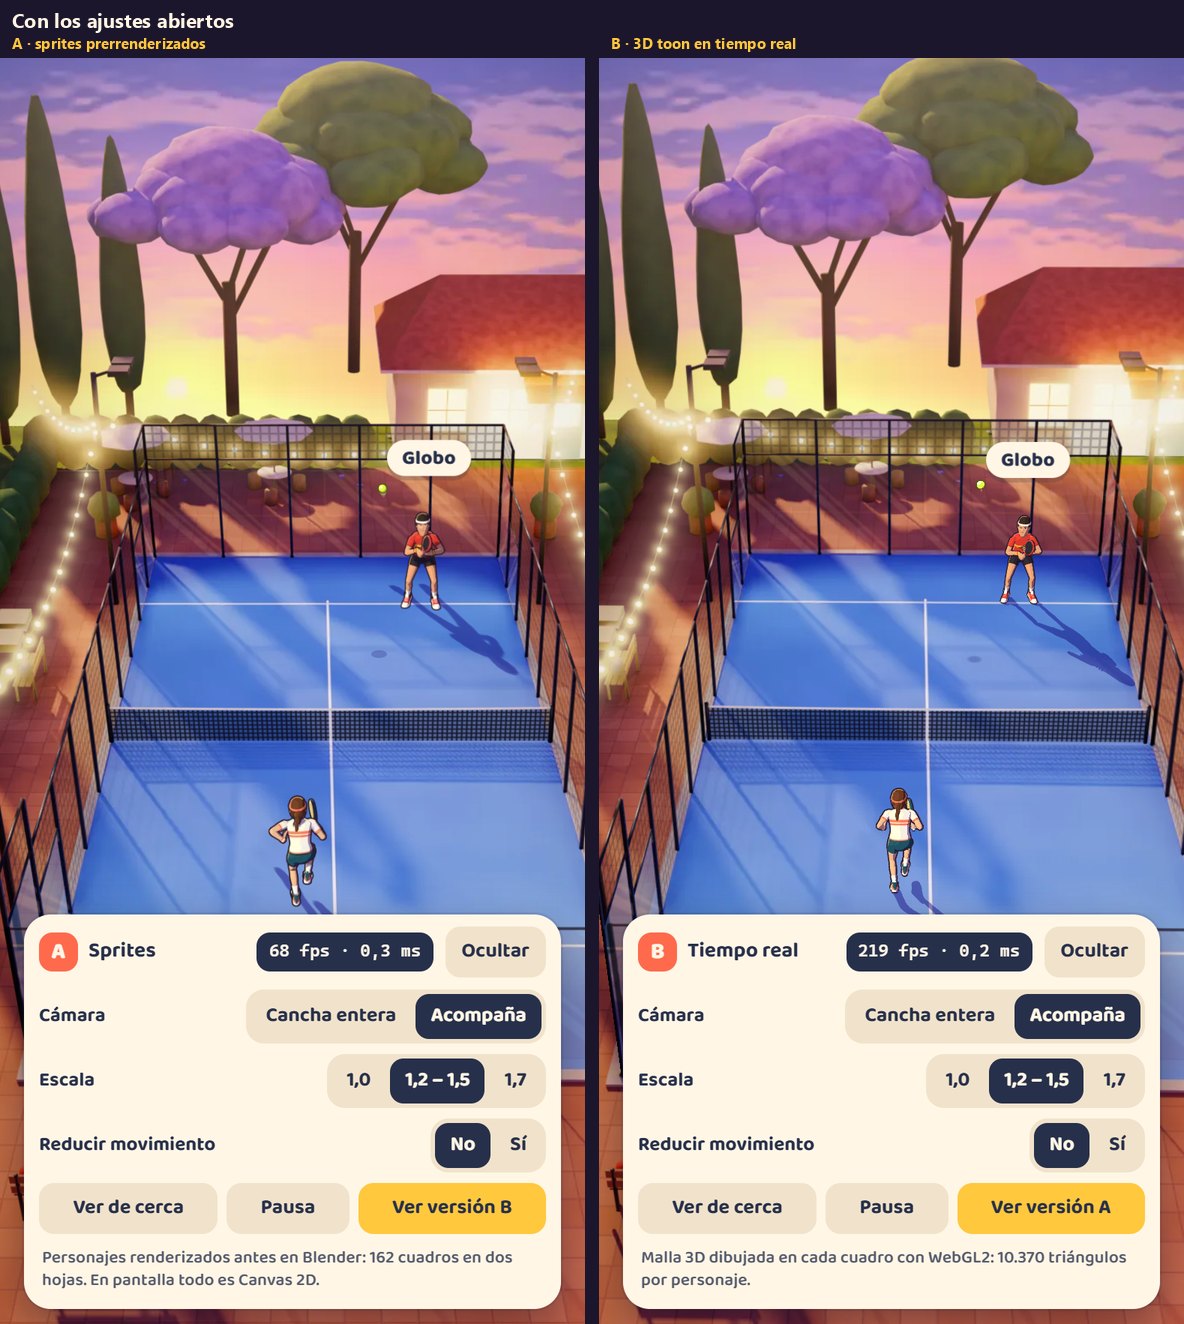 Con los ajustes abiertos
A · sprites prerrenderizados
B · 3D toon en tiempo real
Globo
A Sprites 68 fps · 0,3 ms Ocultar
Cámara Cancha entera Acompaña
Escala 1,0 1,2 – 1,5 1,7
Reducir movimiento No Sí
Ver de cerca Pausa Ver versión B
Personajes renderizados antes en Blender: 162 cuadros en dos
hojas. En pantalla todo es Canvas 2D.
Globo
B Tiempo real 219 fps · 0,2 ms Ocultar
Cámara Cancha entera Acompaña
Escala 1,0 1,2 – 1,5 1,7
Reducir movimiento No Sí
Ver de cerca Pausa Ver versión A
Malla 3D dibujada en cada cuadro con WebGL2: 10.370 triángulos
por personaje.